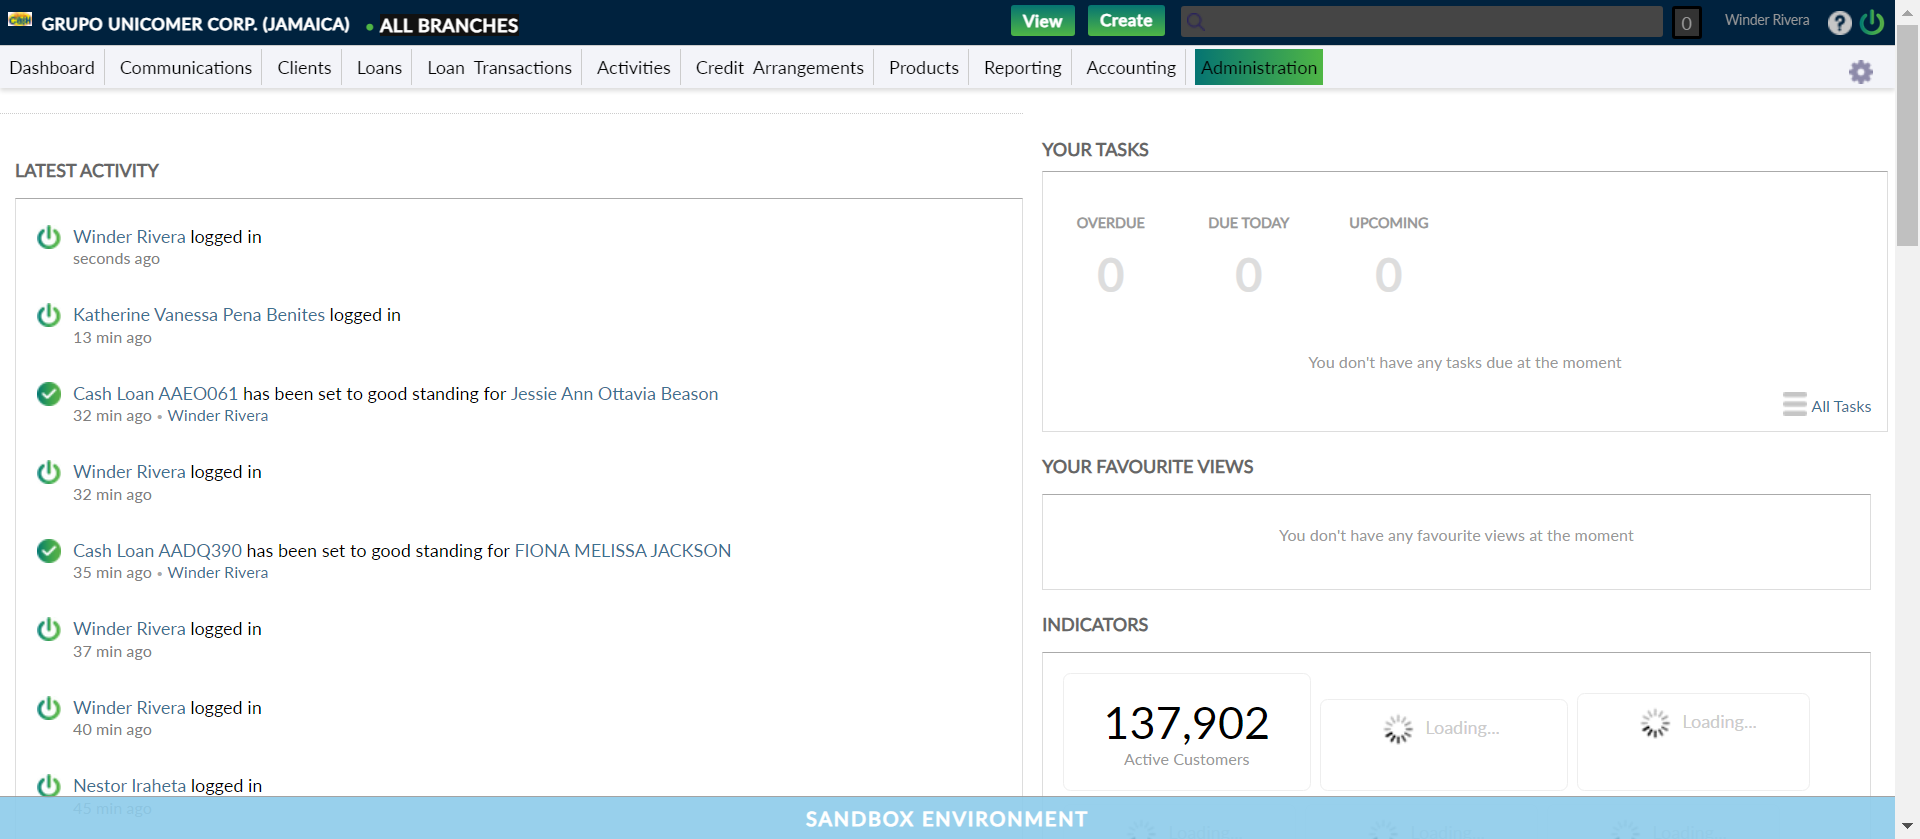 GRUPO UNICOMER CORP. (JAMAICA) • ALL BRANCHES
View
Create
0
Winder Rivera
?
Dashboard
Communications
Clients
Loans
Loan Transactions
Activities
Credit Arrangements
Products
Reporting
Accounting
Administration
LATEST ACTIVITY
Winder Rivera logged in
seconds ago
Katherine Vanessa Pena Benites logged in
13 min ago
Cash Loan AAEO061 has been set to good standing for Jessie Ann Ottavia Beason
32 min ago • Winder Rivera
Winder Rivera logged in
32 min ago
Cash Loan AADQ390 has been set to good standing for FIONA MELISSA JACKSON
35 min ago • Winder Rivera
Winder Rivera logged in
37 min ago
Winder Rivera logged in
40 min ago
Nestor Iraheta logged in
45 min ago
YOUR TASKS
OVERDUE
0
DUE TODAY
0
UPCOMING
0
You don't have any tasks due at the moment
All Tasks
YOUR FAVOURITE VIEWS
You don't have any favourite views at the moment
INDICATORS
137,902
Active Customers
Loading...
Loading...
Loading...
Loading...
Loading...
SANDBOX ENVIRONMENT